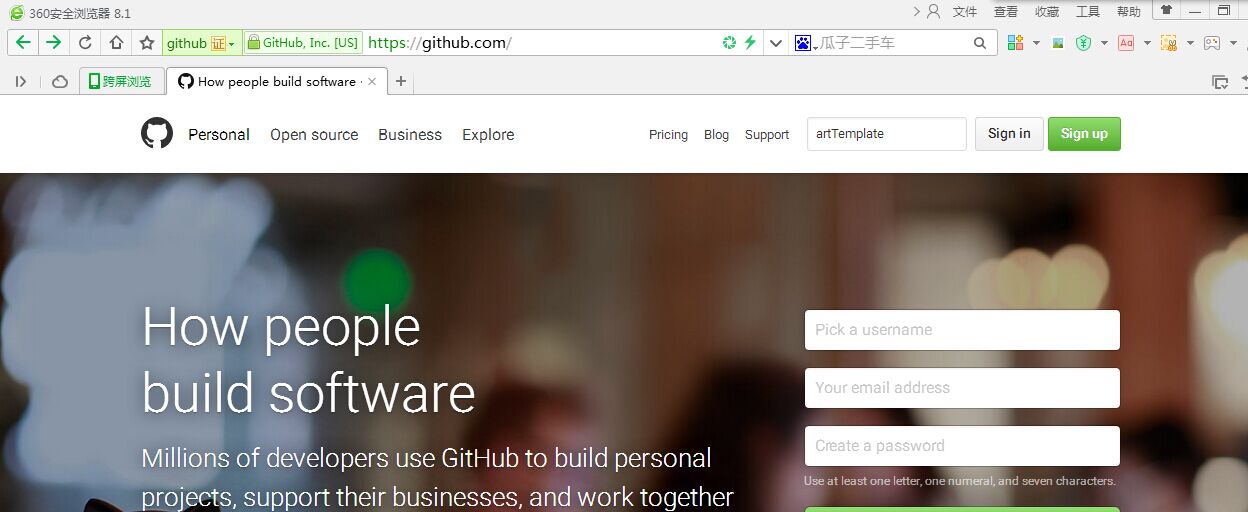 360安全浏览器 8.1
文件 查看 收藏 工具 帮助
github 证 GitHub, Inc. [US] https://github.com/ 瓜子二手车
跨屏浏览 How people build software ·
Personal Open source Business Explore Pricing Blog Support artTemplate Sign in Sign up
How people
build software
Pick a username
Your email address
Create a password
Use at least one letter, one numeral, and seven characters.
Millions of developers use GitHub to build personal
projects, support their businesses, and work together